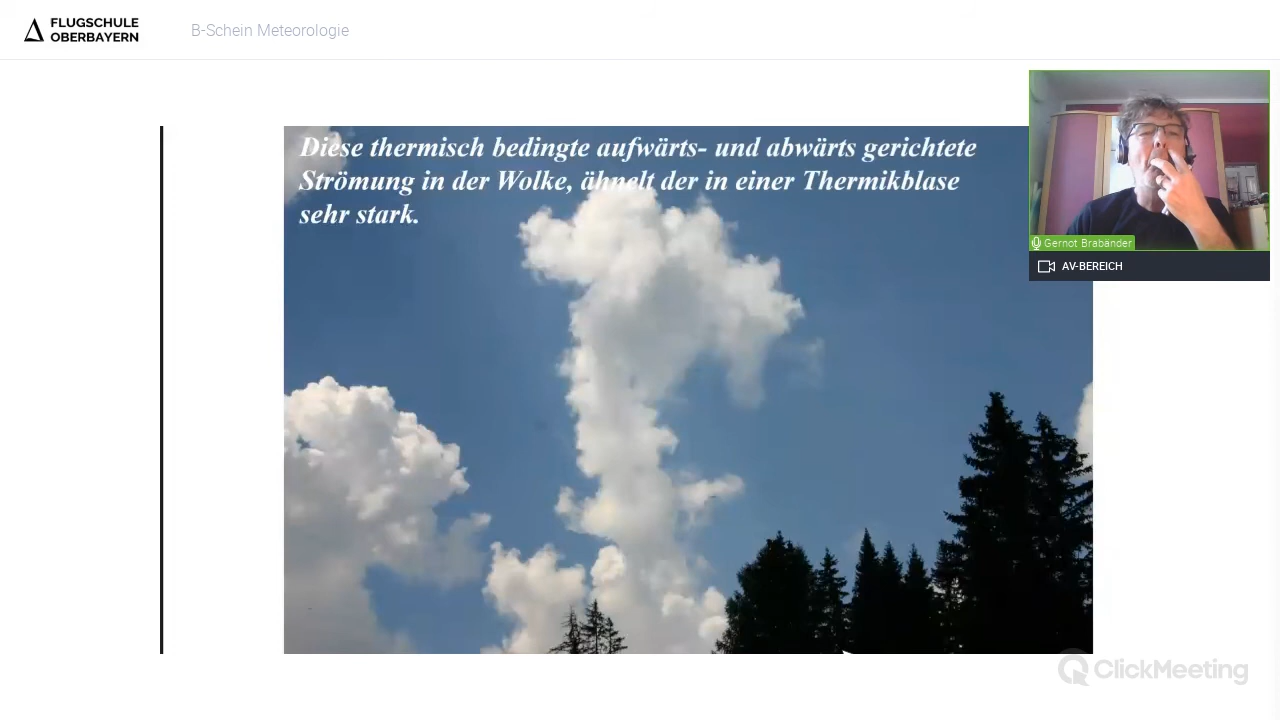 FLUGSCHULE
OBERBAYERN
B-Schein Meteorologie
Diese thermisch bedingte aufwärts- und abwärts gerichtete
Strömung in der Wolke, ähnelt der in einer Thermikblase
sehr stark.
Gernot Brabänder
AV-BEREICH
ClickMeeting